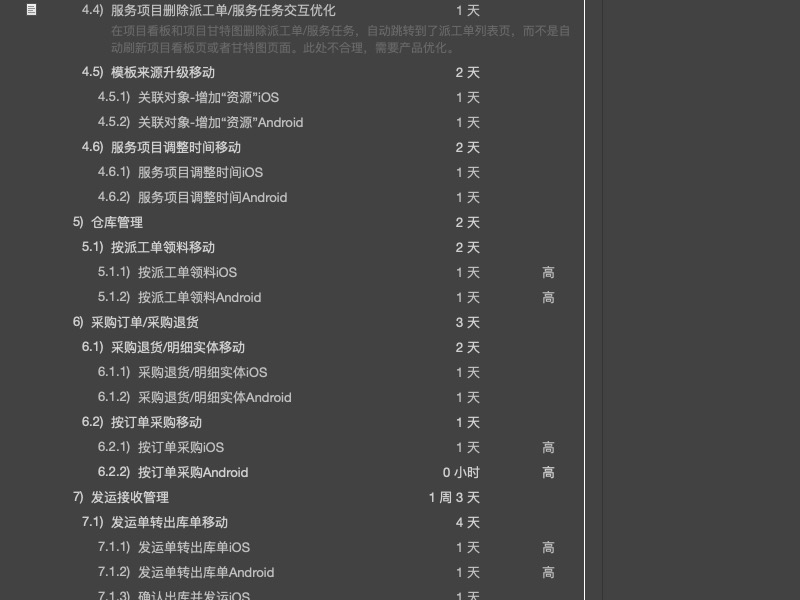 4.4) 服务项目删除派工单/服务任务交互优化 1 天
在项目看板和项目甘特图删除派工单/服务任务，自动跳转到了派工单列表页，而不是自
动刷新项目看板页或者甘特图页面。此处不合理，需要产品优化。
4.5) 模板来源升级移动 2 天
4.5.1) 关联对象-增加“资源”iOS 1 天
4.5.2) 关联对象-增加“资源”Android 1 天
4.6) 服务项目调整时间移动 2 天
4.6.1) 服务项目调整时间iOS 1 天
4.6.2) 服务项目调整时间Android 1 天
5) 仓库管理 2 天
5.1) 按派工单领料移动 2 天
5.1.1) 按派工单领料iOS 1 天 高
5.1.2) 按派工单领料Android 1 天 高
6) 采购订单/采购退货 3 天
6.1) 采购退货/明细实体移动 2 天
6.1.1) 采购退货/明细实体iOS 1 天
6.1.2) 采购退货/明细实体Android 1 天
6.2) 按订单采购移动 1 天
6.2.1) 按订单采购iOS 1 天 高
6.2.2) 按订单采购Android 0 小时 高
7) 发运接收管理 1 周 3 天
7.1) 发运单转出库单移动 4 天
7.1.1) 发运单转出库单iOS 1 天 高
7.1.2) 发运单转出库单Android 1 天 高
7.1.3) 确认出库并发运iOS 1 天